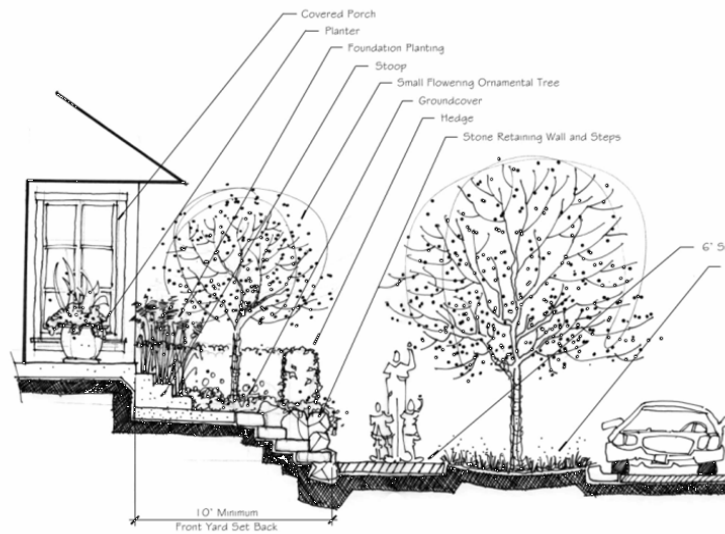 Covered Porch
Planter
Foundation Planting
Stoop
Small Flowering Ornamental Tree
Groundcover
Hedge
Stone Retaining Wall and Steps
6' S
10' Minimum
Front Yard Set Back